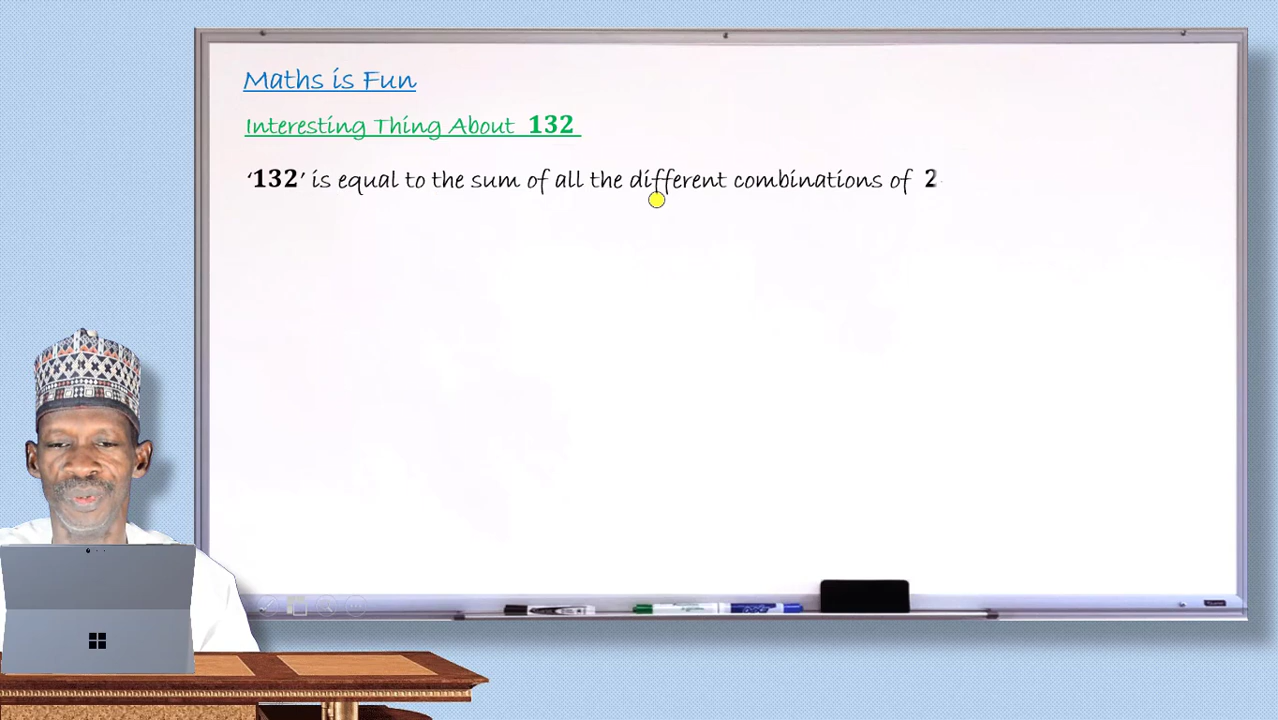 Maths is Fun
Interesting Thing About 132
‘132’ is equal to the sum of all the different combinations of 2